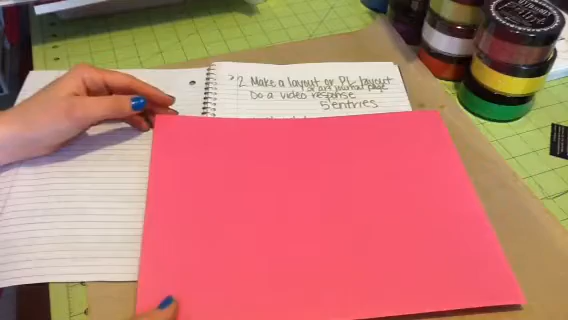 2. Make a layout or PL layout
or art journal page
Do a video response
5 entries